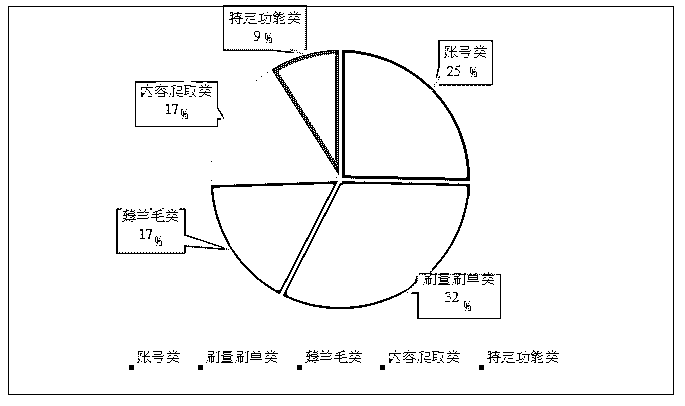 特定功能类
9%
账号类
25 %
内容爬取类
17%
薅羊毛类
17%
刷量刷单类
32 %
账号类 刷量刷单类 薅羊毛类 内容爬取类 特定功能类